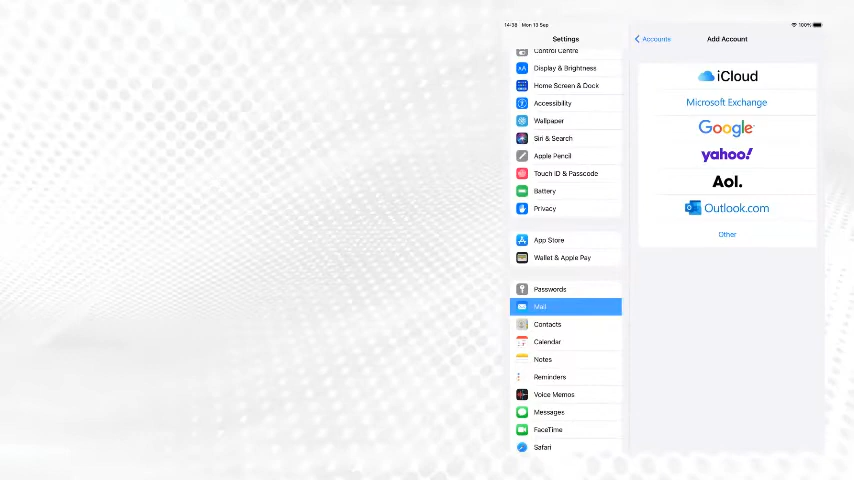 14:38 Mon 13 Sep
100%
Settings
Control Centre
Display & Brightness
Home Screen & Dock
Accessibility
Wallpaper
Siri & Search
Apple Pencil
Touch ID & Passcode
Battery
Privacy
App Store
Wallet & Apple Pay
Passwords
Mail
Contacts
Calendar
Notes
Reminders
Voice Memos
Messages
FaceTime
Safari
Accounts
Add Account
iCloud
Microsoft Exchange
Google
yahoo!
Aol.
Outlook.com
Other